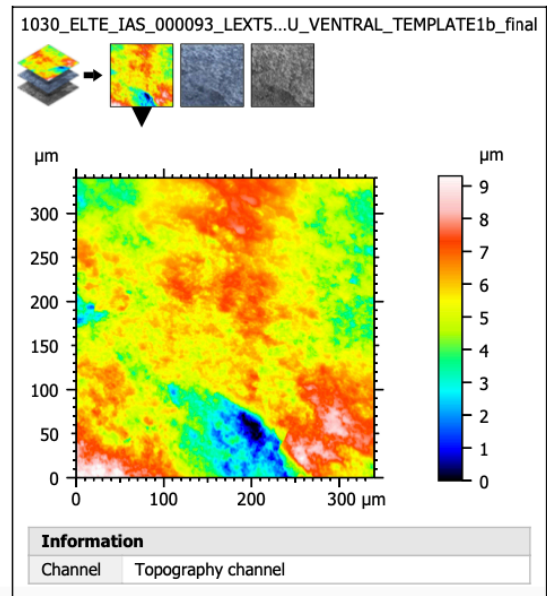 1030_ELTE_IAS_000093_LEXT5...U_VENTRAL_TEMPLATE1b_final
µm
µm
300
250
200
150
100
50
0
0 100 200 300 µm
9
8
7
6
5
4
3
2
1
0
Information
Channel Topography channel